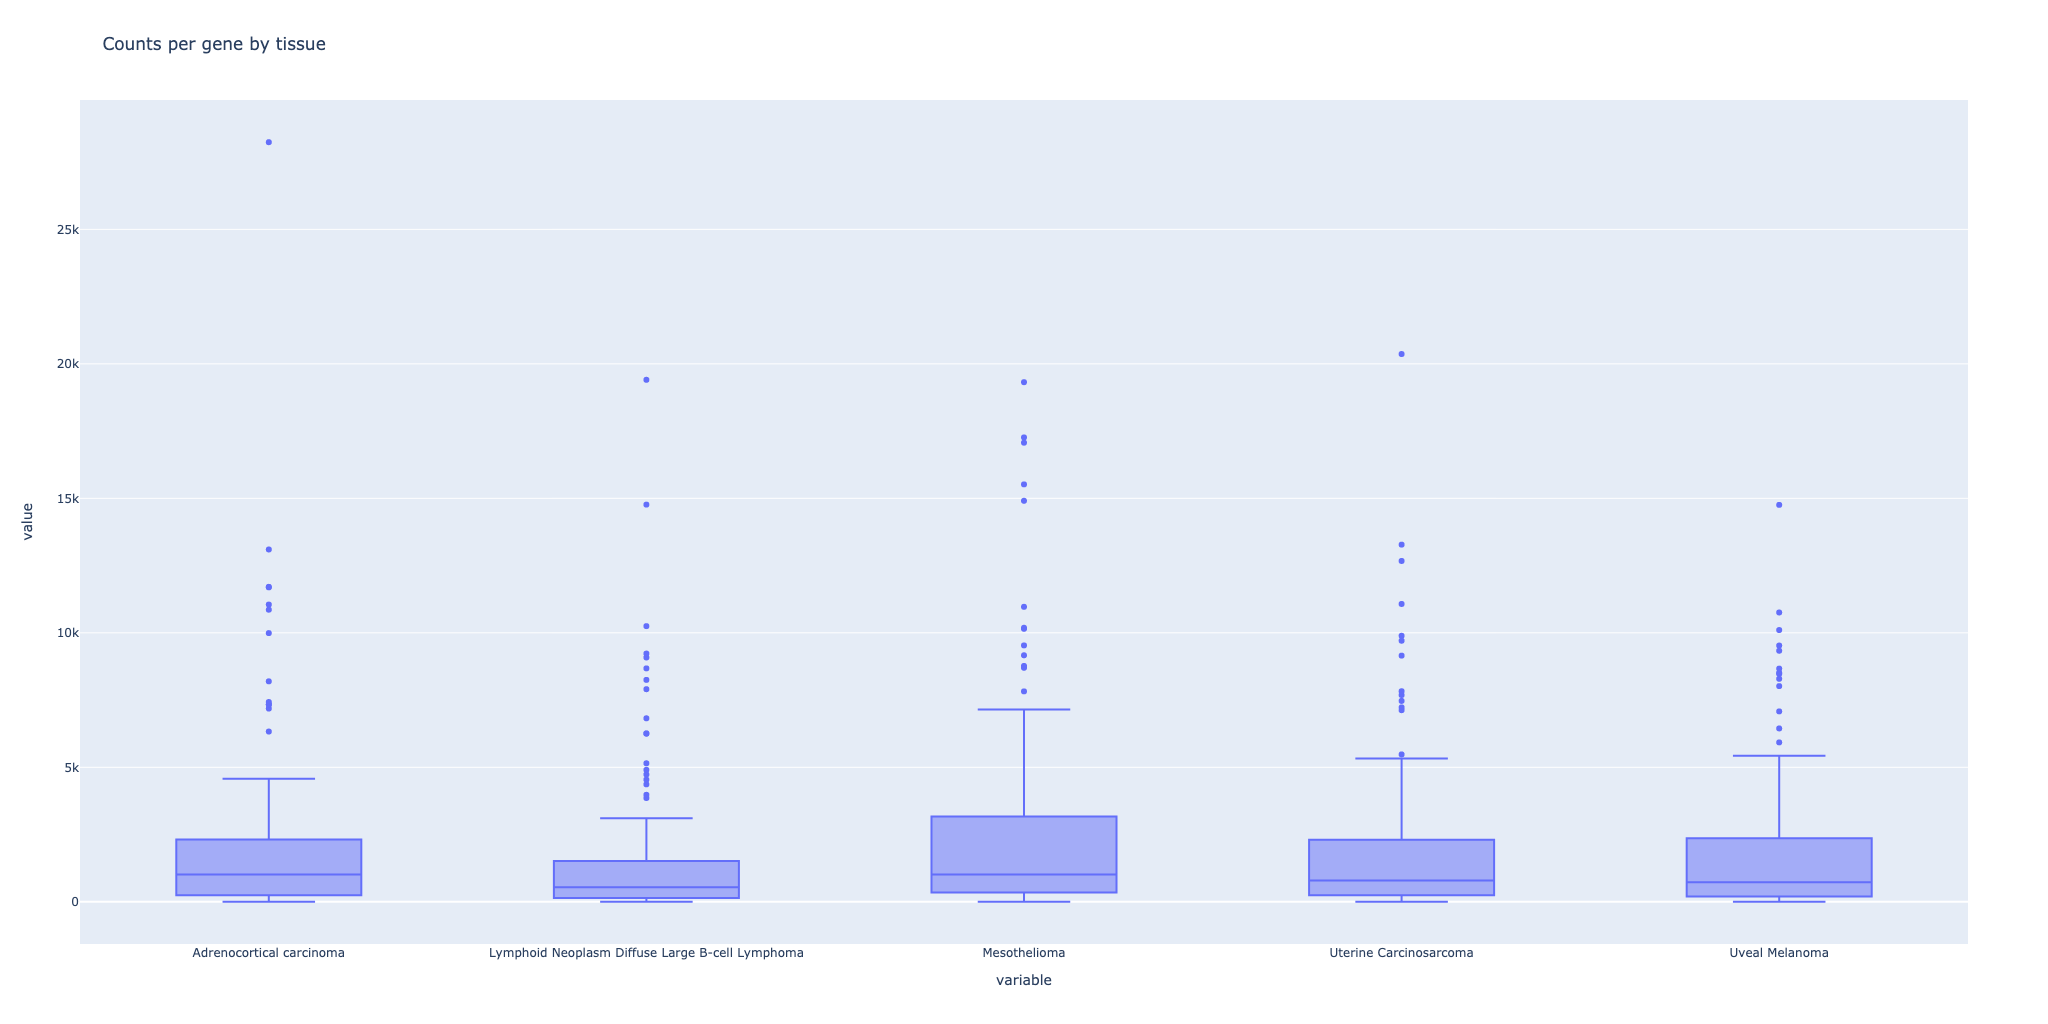 Counts per gene by tissue
25k
20k
15k
10k
5k
0
value
Adrenocortical carcinoma
Lymphoid Neoplasm Diffuse Large B-cell Lymphoma
Mesothelioma
Uterine Carcinosarcoma
Uveal Melanoma
variable